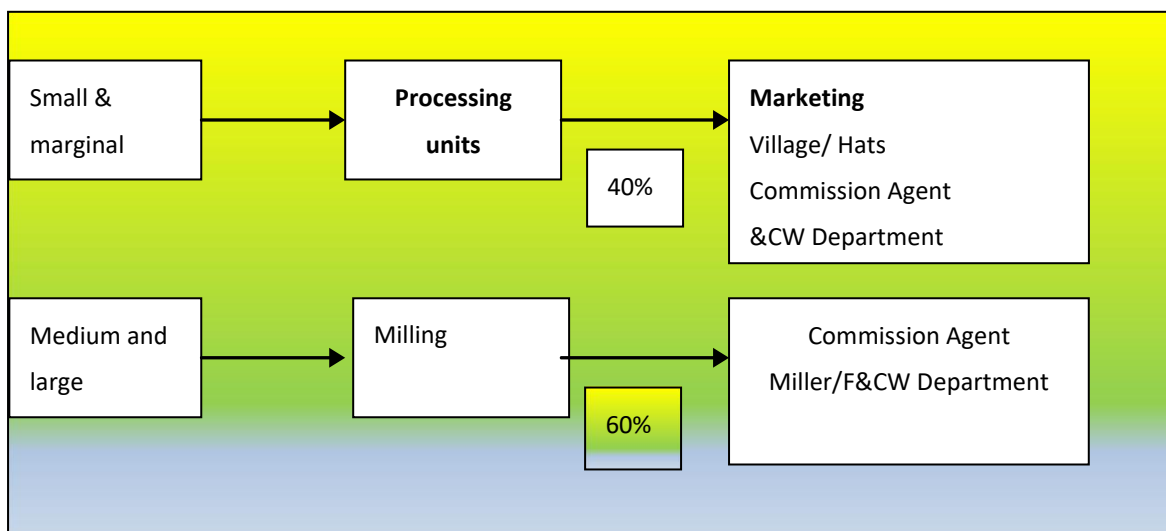 Small &
marginal
Processing
units
40%
Marketing
Village/ Hats
Commission Agent
&CW Department
Medium and
large
Milling
60%
Commission Agent
Miller/F&CW Department